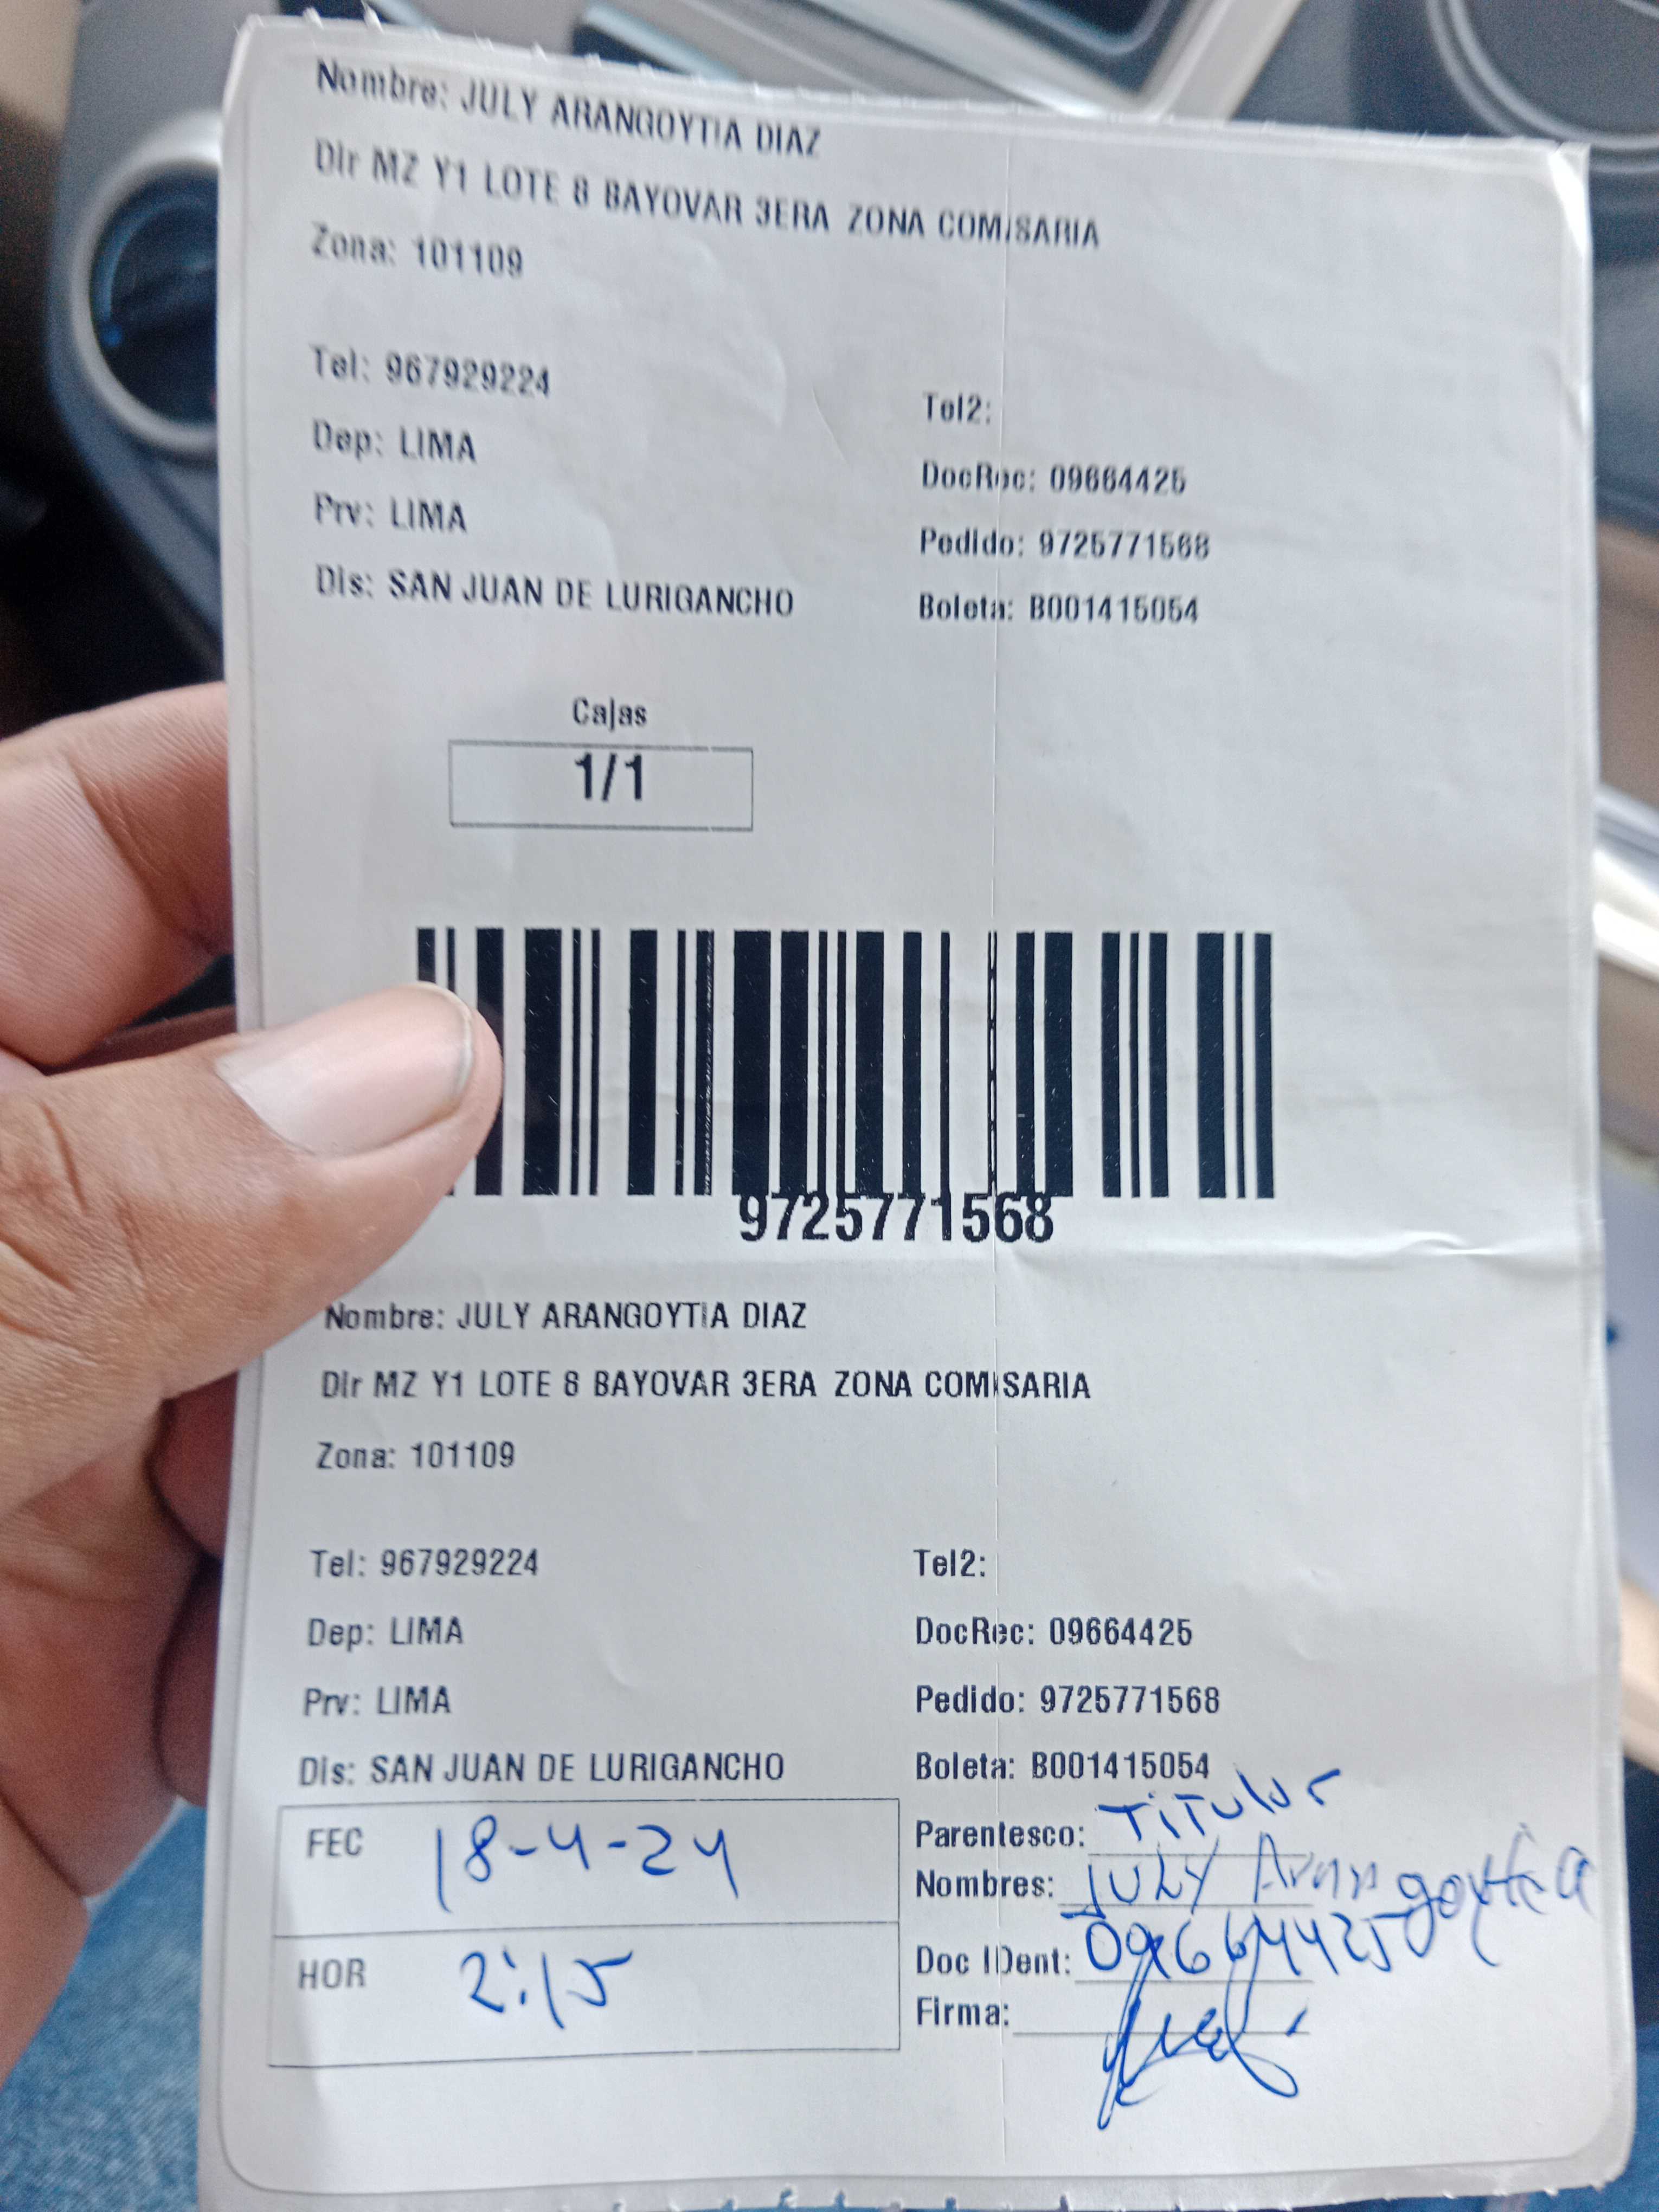 Nombre: JULY ARANGOYTIA DIAZ
Dir MZ Y1 LOTE 8 BAYOVAR 3ERA ZONA COMISARIA
Zona: 101109
Tel: 967929224
Tel2:
Dep: LIMA
DocRec: 09664425
Prv: LIMA
Pedido: 9725771568
Dis: SAN JUAN DE LURIGANCHO
Boleta: B001415054
Cajas
1/1
9725771568
Nombre: JULY ARANGOYTIA DIAZ
Dir MZ Y1 LOTE 8 BAYOVAR 3ERA ZONA COMISARIA
Zona: 101109
Tel: 967929224
Tel2:
Dep: LIMA
DocRec: 09664425
Prv: LIMA
Pedido: 9725771568
Dis: SAN JUAN DE LURIGANCHO
Boleta: B001415054
FEC 18-4-24
Parentesco: Titular
Nombres: JULY Arangoytia
HOR 2:15
Doc IDent: 09664425
Firma: